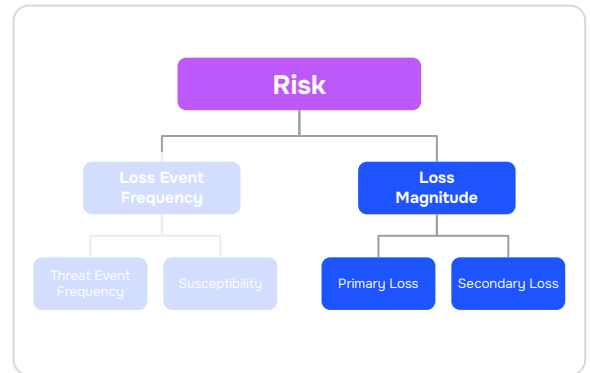 Risk
Loss Event
Frequency
Loss
Magnitude
Threat Event
Frequency
Susceptibility
Primary Loss
Secondary Loss